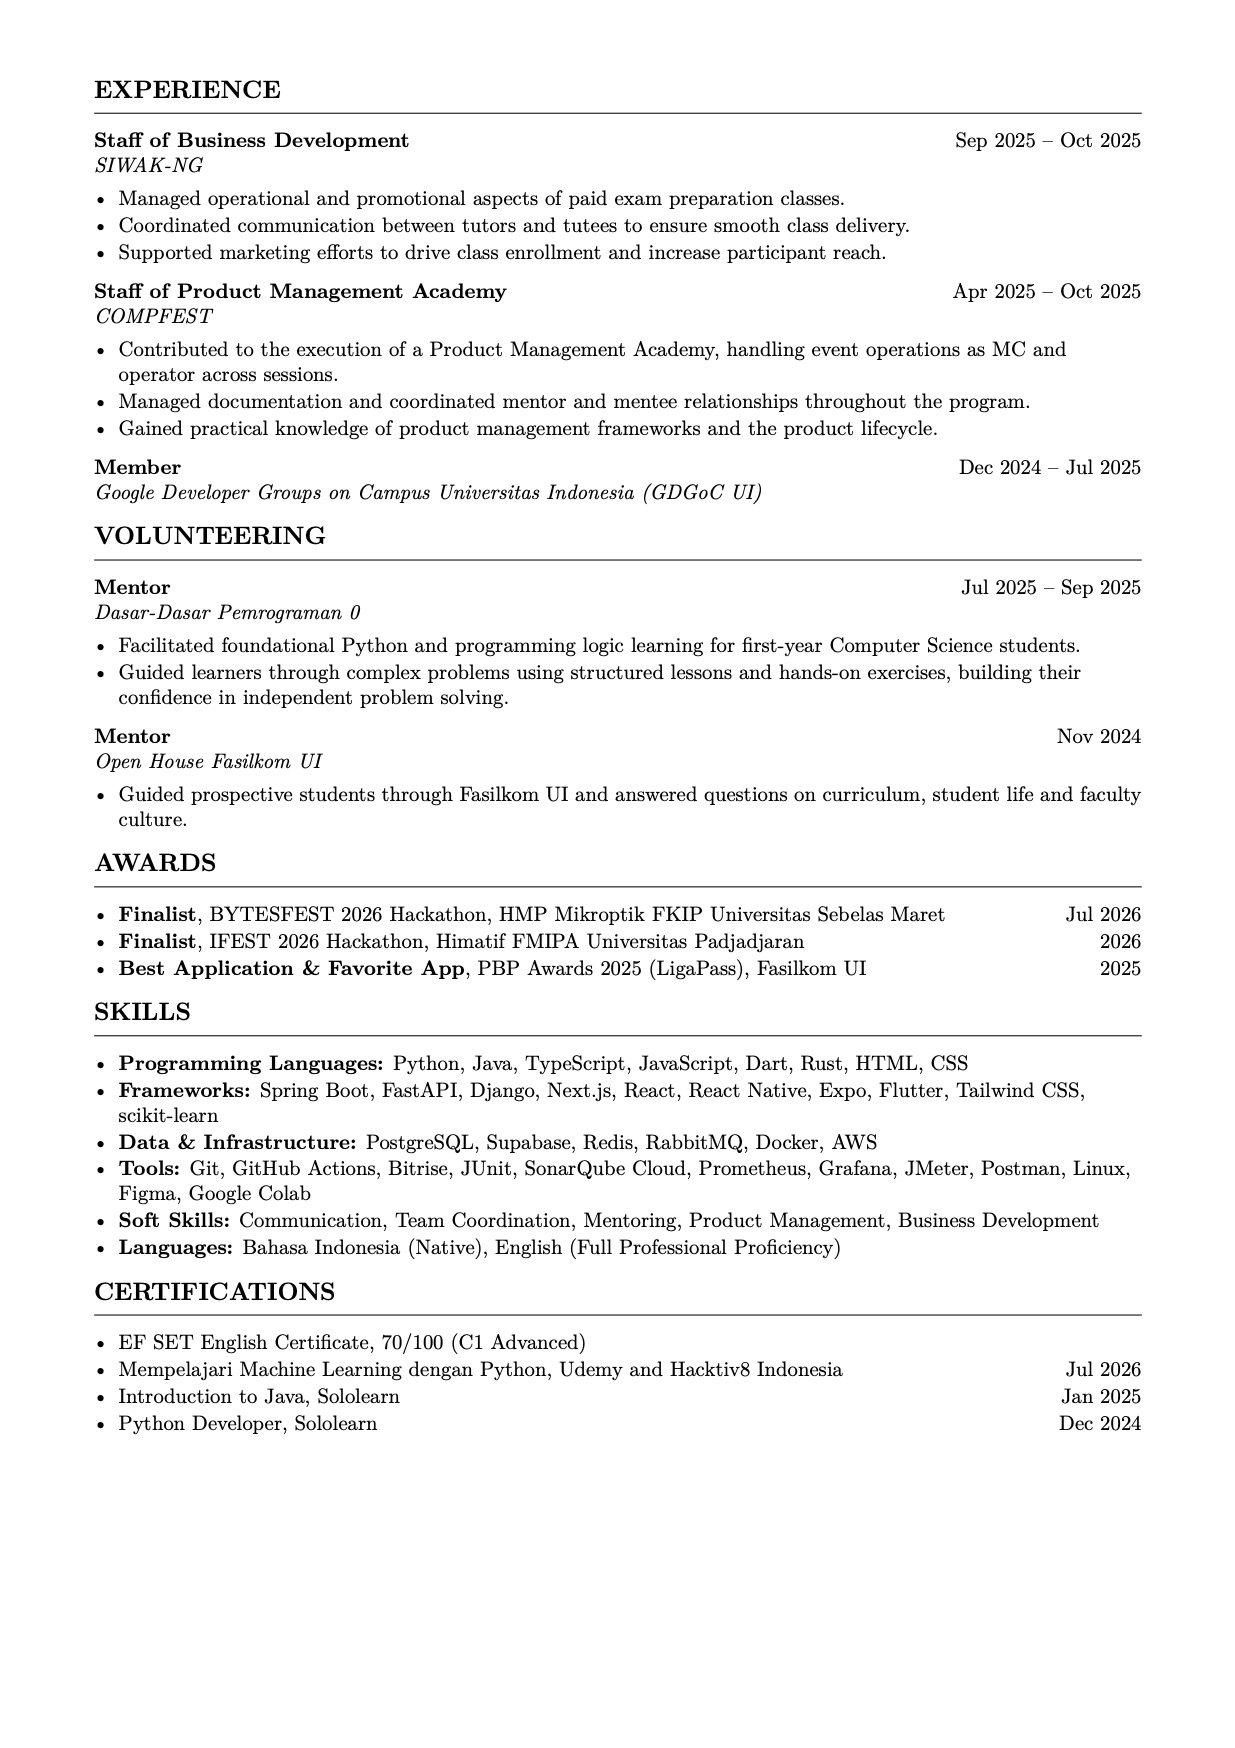 EXPERIENCE
Staff of Business Development Sep 2025 – Oct 2025
SIWAK-NG
• Managed operational and promotional aspects of paid exam preparation classes.
• Coordinated communication between tutors and tutees to ensure smooth class delivery.
• Supported marketing efforts to drive class enrollment and increase participant reach.
Staff of Product Management Academy Apr 2025 – Oct 2025
COMPFEST
• Contributed to the execution of a Product Management Academy, handling event operations as MC and
operator across sessions.
• Managed documentation and coordinated mentor and mentee relationships throughout the program.
• Gained practical knowledge of product management frameworks and the product lifecycle.
Member Dec 2024 – Jul 2025
Google Developer Groups on Campus Universitas Indonesia (GDGoC UI)
VOLUNTEERING
Mentor Jul 2025 – Sep 2025
Dasar-Dasar Pemrograman 0
• Facilitated foundational Python and programming logic learning for first-year Computer Science students.
• Guided learners through complex problems using structured lessons and hands-on exercises, building their
confidence in independent problem solving.
Mentor Nov 2024
Open House Fasilkom UI
• Guided prospective students through Fasilkom UI and answered questions on curriculum, student life and faculty
culture.
AWARDS
• Finalist, BYTESFEST 2026 Hackathon, HMP Mikroptik FKIP Universitas Sebelas Maret Jul 2026
• Finalist, IFEST 2026 Hackathon, Himatif FMIPA Universitas Padjadjaran 2026
• Best Application & Favorite App, PBP Awards 2025 (LigaPass), Fasilkom UI 2025
SKILLS
• Programming Languages: Python, Java, TypeScript, JavaScript, Dart, Rust, HTML, CSS
• Frameworks: Spring Boot, FastAPI, Django, Next.js, React, React Native, Expo, Flutter, Tailwind CSS,
scikit-learn
• Data & Infrastructure: PostgreSQL, Supabase, Redis, RabbitMQ, Docker, AWS
• Tools: Git, GitHub Actions, Bitrise, JUnit, SonarQube Cloud, Prometheus, Grafana, JMeter, Postman, Linux,
Figma, Google Colab
• Soft Skills: Communication, Team Coordination, Mentoring, Product Management, Business Development
• Languages: Bahasa Indonesia (Native), English (Full Professional Proficiency)
CERTIFICATIONS
• EF SET English Certificate, 70/100 (C1 Advanced)
• Mempelajari Machine Learning dengan Python, Udemy and Hacktiv8 Indonesia Jul 2026
• Introduction to Java, Sololearn Jan 2025
• Python Developer, Sololearn Dec 2024